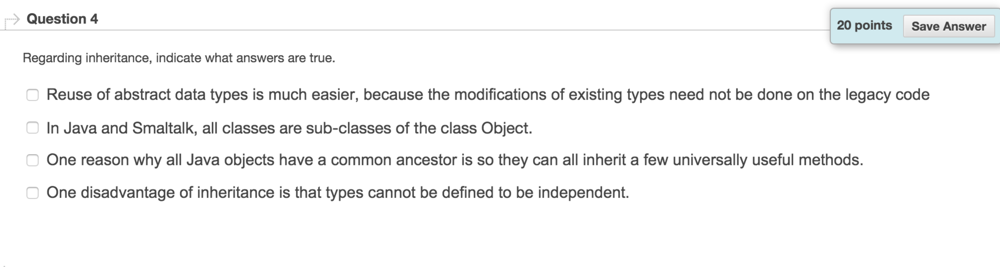 Question 4
20 points
Save Answer
Regarding inheritance, indicate what answers are true.
Reuse of abstract data types is much easier, because the modifications of existing types need not be done on the legacy code
In Java and Smaltalk, all classes are sub-classes of the class Object.
One reason why all Java objects have a common ancestor is so they can all inherit a few universally useful methods.
One disadvantage of inheritance is that types cannot be defined to be independent.